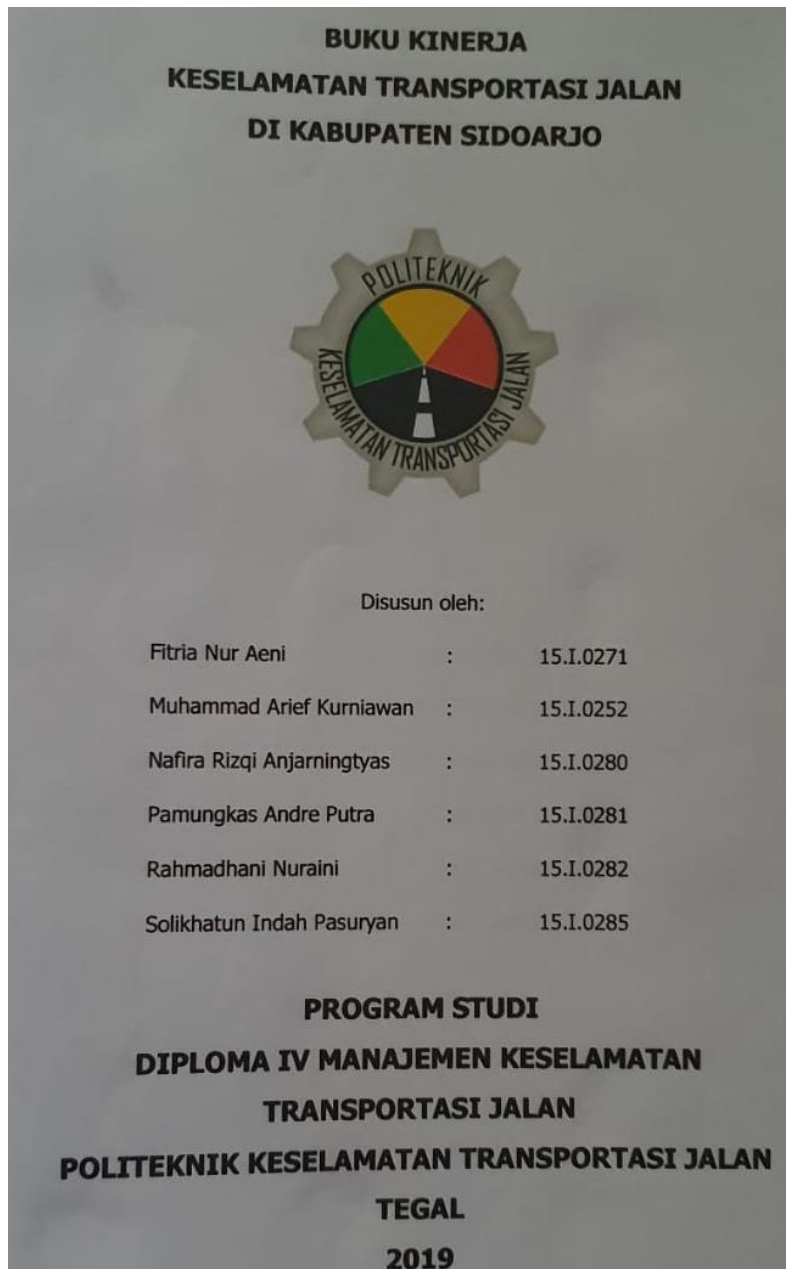 BUKU KINERJA
KESELAMATAN TRANSPORTASI JALAN
DI KABUPATEN SIDOARJO
POLITEKNIK
KESELAMATAN TRANSPORTASI JALAN
Disusun oleh:
Fitria Nur Aeni : 15.I.0271
Muhammad Arief Kurniawan : 15.I.0252
Nafira Rizqi Anjarningtyas : 15.I.0280
Pamungkas Andre Putra : 15.I.0281
Rahmadhani Nuraini : 15.I.0282
Solikhatun Indah Pasuryan : 15.I.0285
PROGRAM STUDI
DIPLOMA IV MANAJEMEN KESELAMATAN
TRANSPORTASI JALAN
POLITEKNIK KESELAMATAN TRANSPORTASI JALAN
TEGAL
2019